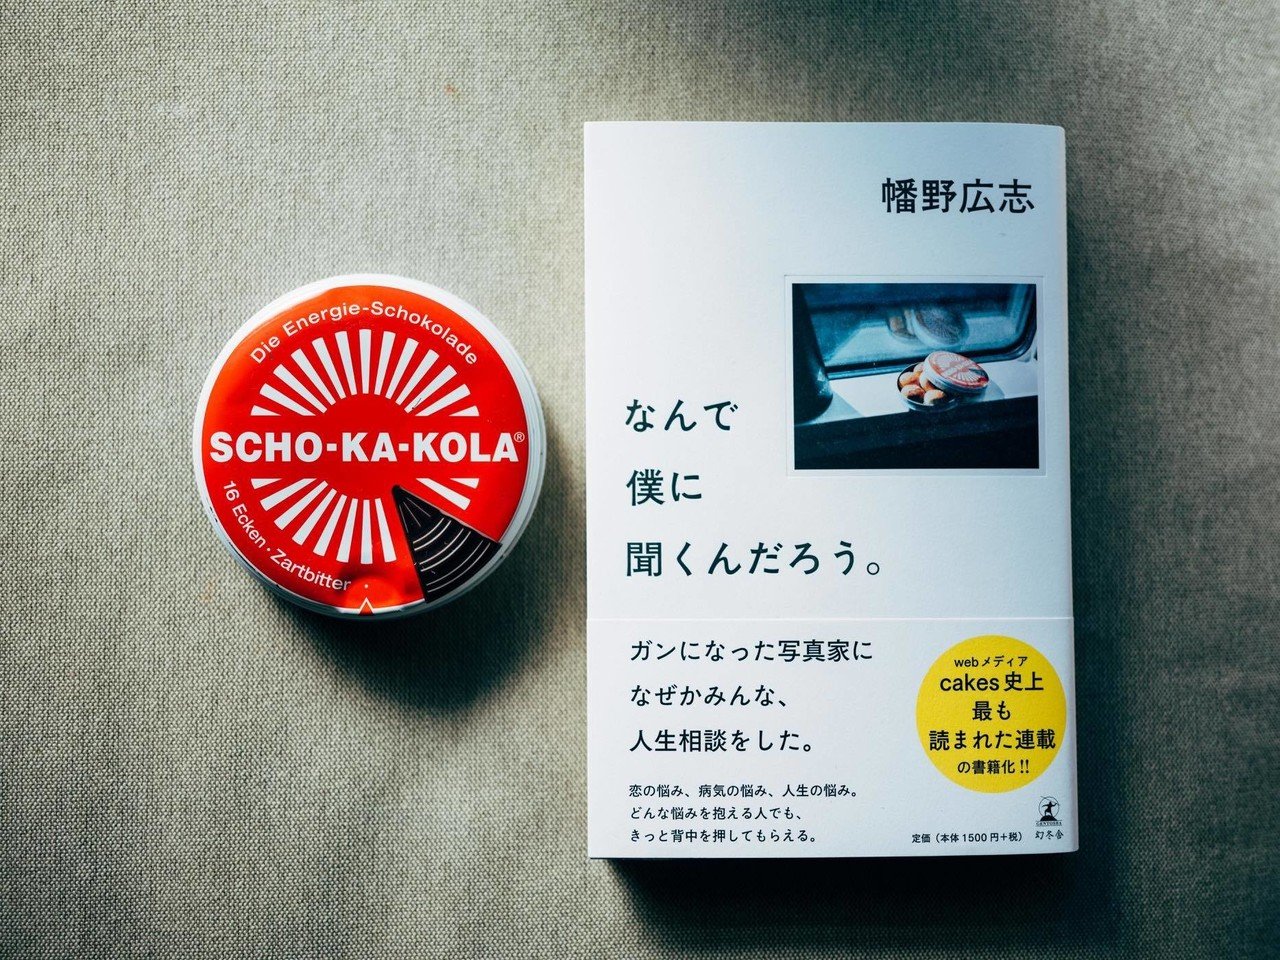 Die Energie-Schokolade
SCHO-KA-KOLA®
16 Ecken · Zartbitter
幡野広志
なんで
僕に
聞くんだろう。
ガンになった写真家に
なぜかみんな、
人生相談をした。
恋の悩み、病気の悩み、人生の悩み。
どんな悩みを抱える人でも、
きっと背中を押してもらえる。
webメディア
cakes史上
最も
読まれた連載
の書籍化!!
定価（本体1500円+税）
GENTOSHA
幻冬舎